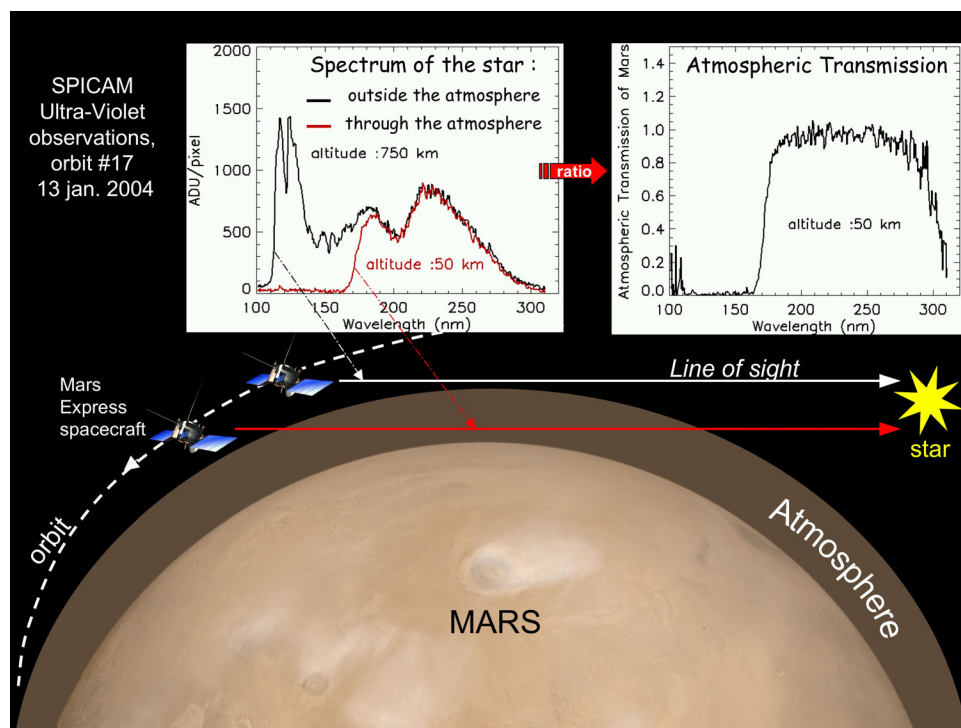 SPICAM
Ultra-Violet
observations,
orbit #17
13 jan. 2004
2000
1500
1000
500
0
ADU/pixel
Spectrum of the star :
outside the atmosphere
through the atmosphere
altitude :750 km
altitude :50 km
100 150 200 250 300
Wavelength (nm)
ratio
Atmospheric Transmission of Mars
1.4
1.2
1.0
0.8
0.6
0.4
0.2
0.0
Atmospheric Transmission
altitude :50 km
100 150 200 250 300
Wavelength (nm)
Mars
Express
spacecraft
Line of sight
star
orbit
Atmosphere
MARS